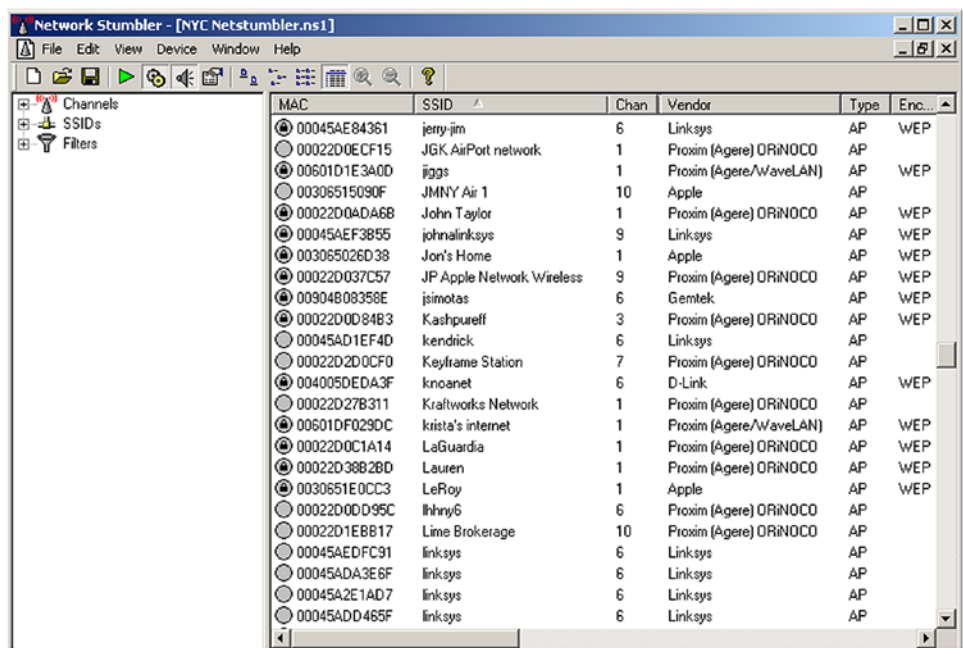 Network Stumbler - [NYC Netstumbler.ns1]
File Edit View Device Window Help
Channels
SSIDs
Filters
MAC SSID Chan Vendor Type Enc...
00045AE84361 jerry-jim 6 Linksys AP WEP
00022D0ECF15 JGK AirPort network 1 Proxim (Agere) ORiNOCO AP
00601D1E3A0D jiggs 1 Proxim (Agere/WaveLAN) AP WEP
00306515090F JMNY Air 1 10 Apple AP
00022D0ADA6B John Taylor 1 Proxim (Agere) ORiNOCO AP WEP
00045AEF3B55 johnalinksys 9 Linksys AP WEP
003065026D38 Jon's Home 1 Apple AP WEP
00022D037C57 JP Apple Network Wireless 9 Proxim (Agere) ORiNOCO AP WEP
00904B08358E jsimotas 6 Gemtek AP WEP
00022D0D84B3 Kashpureff 3 Proxim (Agere) ORiNOCO AP WEP
00045AD1EF4D kendrick 6 Linksys AP
00022D2D0CF0 Keyframe Station 7 Proxim (Agere) ORiNOCO AP
004005DEDA3F knoanet 6 D-Link AP WEP
00022D27B311 Kraftworks Network 1 Proxim (Agere) ORiNOCO AP
00601DF029DC krista's internet 1 Proxim (Agere/WaveLAN) AP WEP
00022D0C1A14 LaGuardia 1 Proxim (Agere) ORiNOCO AP WEP
00022D38B2BD Lauren 1 Proxim (Agere) ORiNOCO AP WEP
0030651E0CC3 LeRoy 1 Apple AP WEP
00022D0DD95C lhhny6 6 Proxim (Agere) ORiNOCO AP
00022D1EBB17 Lime Brokerage 10 Proxim (Agere) ORiNOCO AP
00045AEDFC91 linksys 6 Linksys AP
00045ADA3E6F linksys 6 Linksys AP
00045A2E1AD7 linksys 6 Linksys AP
00045ADD465F linksys 6 Linksys AP